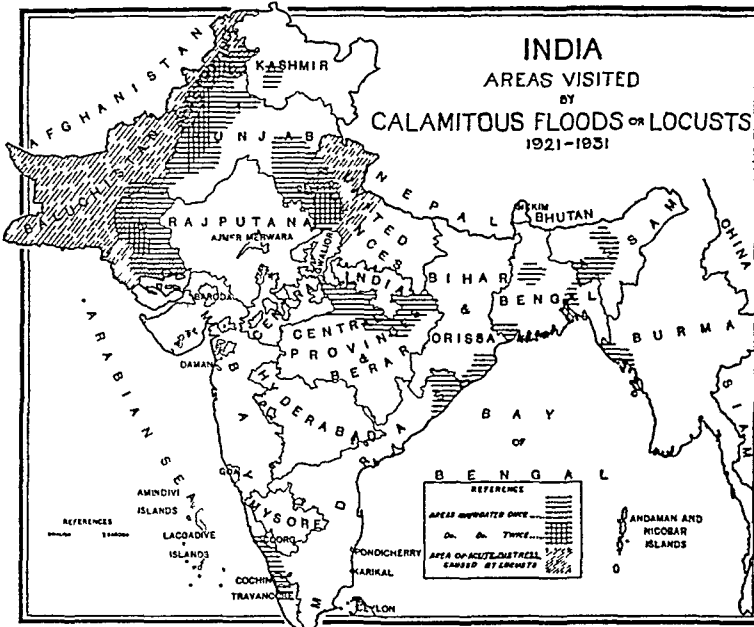 INDIA
AREAS VISITED
BY
CALAMITOUS FLOODS OR LOCUSTS
1921-1931
AFGHANISTAN
KASHMIR
PUNJAB
BALUCHISTAN
RAJPUTANA
AJMER MERWARA
UNITED
PROVINCES
NEPAL
SIKIM
BHUTAN
ASSAM
CHINA
GWALIOR
CENTRAL
INDIA
BIHAR
&
ORISSA
BENGAL
BURMA
SIAM
BARODA
CENTRAL
PROVINCES
&
BERAR
DAMAN
BOMBAY
HYDERABAD
ARABIAN SEA
BAY
OF
BENGAL
GOA
MYSORE
COORG
MADRA
AMINDIVI
ISLANDS
REFERENCES
LACCADIVE
ISLANDS
COCHIN
TRAVANCORE
PONDICHERRY
KARIKAL
CEYLON
REFERENCE
AREAS INUNDATED ONCE
Do. Do. TWICE
AREA OF ACUTE DISTRESS
CAUSED BY LOCUSTS
ANDAMAN AND
NICOBAR
ISLANDS